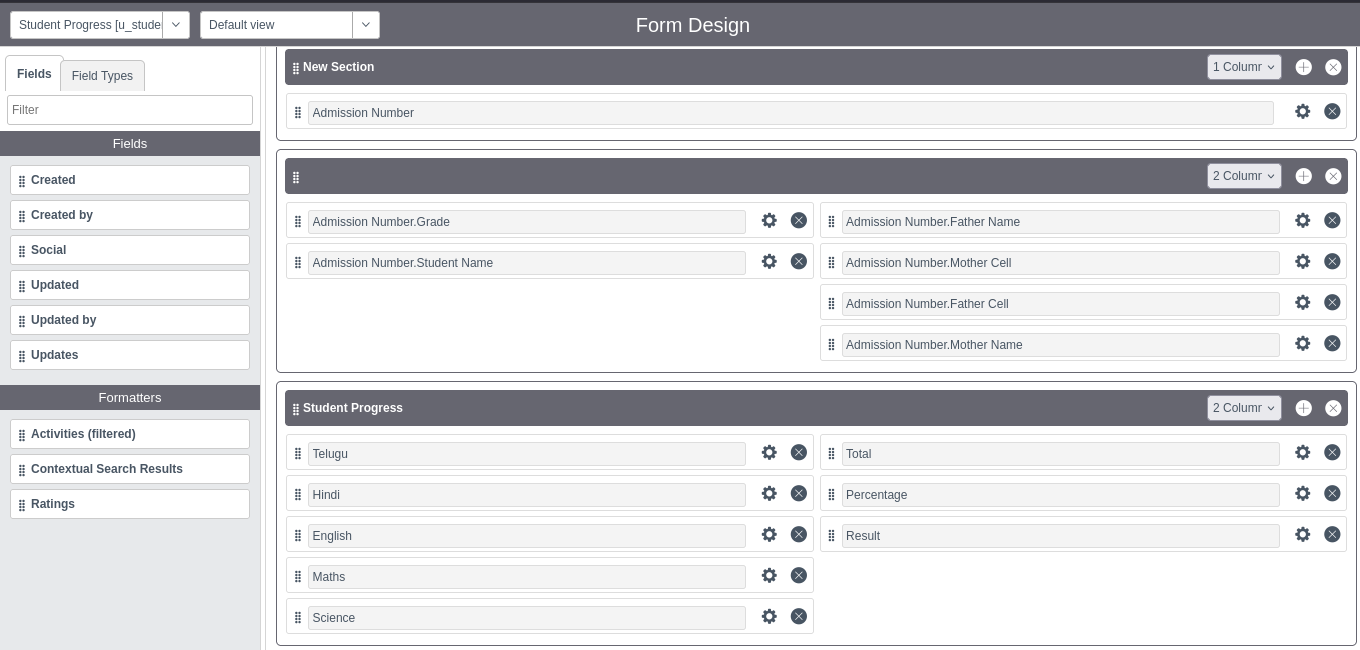 Student Progress [u_stude
Default view
Form Design
Fields
Field Types
Filter
Fields
Created
Created by
Social
Updated
Updated by
Updates
Formatters
Activities (filtered)
Contextual Search Results
Ratings
New Section
1 Colum
Admission Number
2 Colum
Admission Number.Grade
Admission Number.Student Name
Admission Number.Father Name
Admission Number.Mother Cell
Admission Number.Father Cell
Admission Number.Mother Name
Student Progress
2 Colum
Telugu
Hindi
English
Maths
Science
Total
Percentage
Result